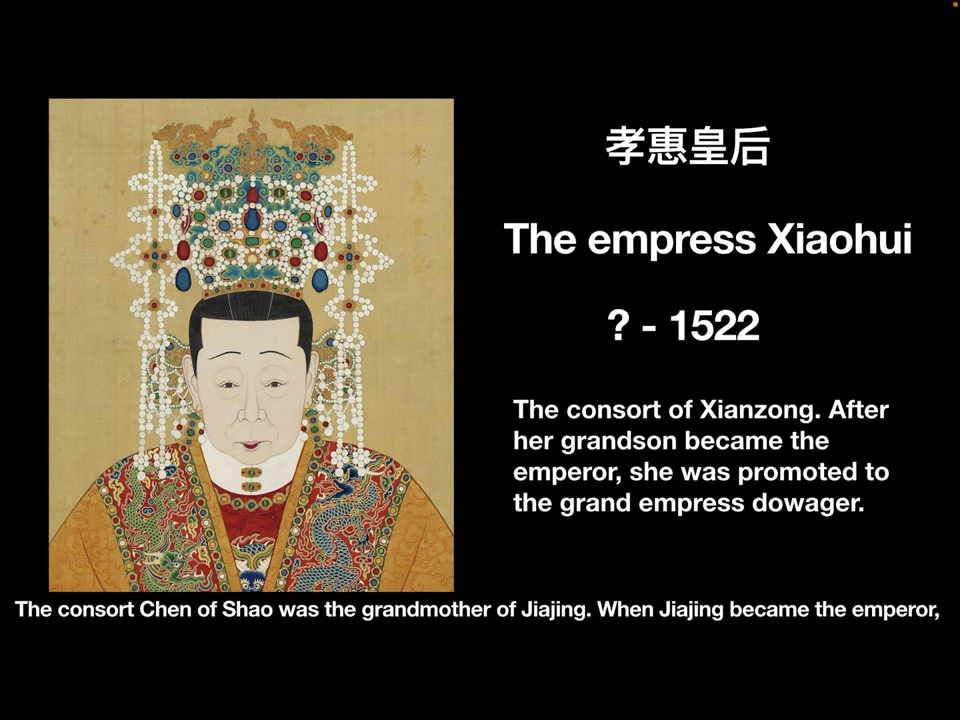 孝惠皇后
The empress Xiaohui
? - 1522
The consort of Xianzong. After
her grandson became the
emperor, she was promoted to
the grand empress dowager.
The consort Chen of Shao was the grandmother of Jiajing. When Jiajing became the emperor,